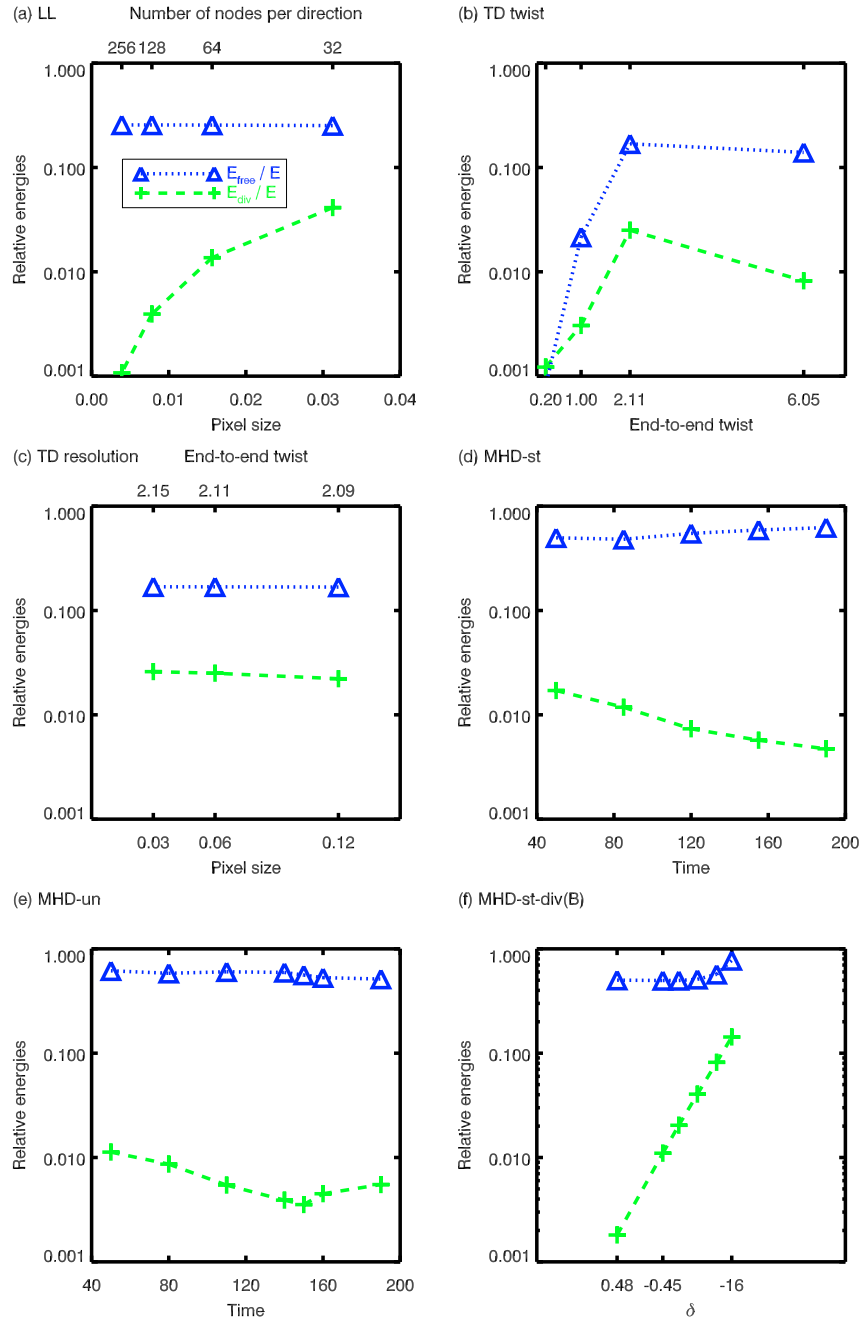 (a) LL Number of nodes per direction
256 128 64 32
1.000
0.100
0.010
0.001
Relative energies
E_free / E
E_div / E
0.00 0.01 0.02 0.03 0.04
Pixel size
(b) TD twist
1.000
0.100
0.010
0.001
Relative energies
0.20 1.00 2.11 6.05
End-to-end twist
(c) TD resolution End-to-end twist
2.15 2.11 2.09
1.000
0.100
0.010
0.001
Relative energies
0.03 0.06 0.12
Pixel size
(d) MHD-st
1.000
0.100
0.010
0.001
Relative energies
40 80 120 160 200
Time
(e) MHD-un
1.000
0.100
0.010
0.001
Relative energies
40 80 120 160 200
Time
(f) MHD-st-div(B)
1.000
0.100
0.010
0.001
Relative energies
0.48 -0.45 -16
δ